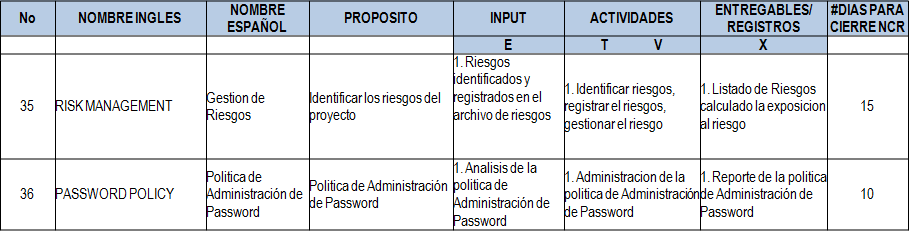 No NOMBRE INGLES NOMBRE ESPAÑOL PROPOSITO INPUT ACTIVIDADES ENTREGABLES/ REGISTROS #DIAS PARA CIERRE NCR
E T V X
35
RISK MANAGEMENT
Gestion de
Riesgos
Identificar los riesgos del
proyecto
1. Riesgos
identificados y
registrados en el
archivo de riesgos
1. Identificar riesgos,
registrar el riesgos,
gestionar el riesgo
1. Listado de Riesgos
calculado la exposicion
al riesgo
15
36
PASSWORD POLICY
Politica de
Administración de
Password
Politica de Administración
de Password
1. Analisis de la
politica de
Administración de
Password
1. Administracion de la
politica de Administración
de Password
1. Reporte de la politica
de Administración de
Password
10